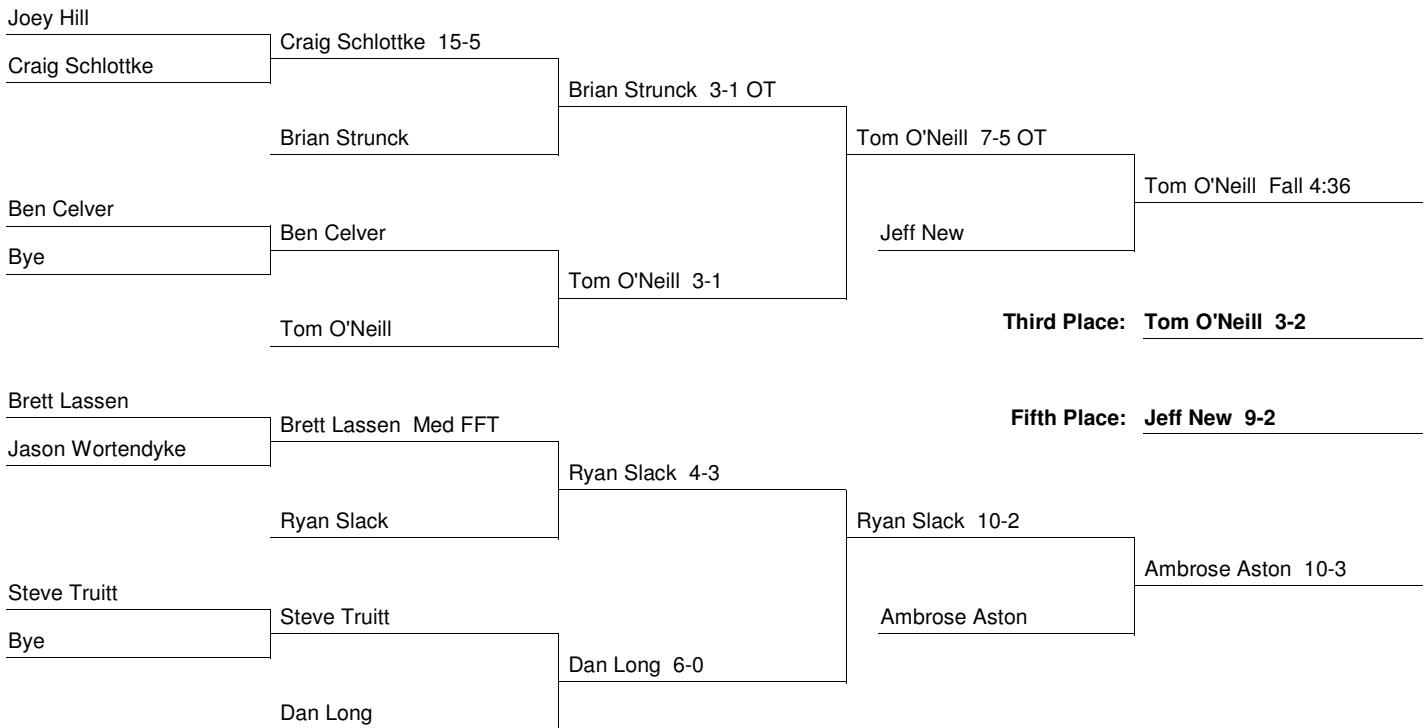 Joey Hill
Craig Schlottke
Craig Schlottke 15-5
Brian Strunck
Brian Strunck 3-1 OT
Ben Celver
Bye
Ben Celver
Tom O'Neill
Tom O'Neill 3-1
Tom O'Neill 7-5 OT
Jeff New
Tom O'Neill Fall 4:36
Third Place: Tom O'Neill 3-2
Fifth Place: Jeff New 9-2
Brett Lassen
Jason Wortendyke
Brett Lassen Med FFT
Ryan Slack
Ryan Slack 4-3
Steve Truitt
Bye
Steve Truitt
Dan Long
Dan Long 6-0
Ryan Slack 10-2
Ambrose Aston
Ambrose Aston 10-3